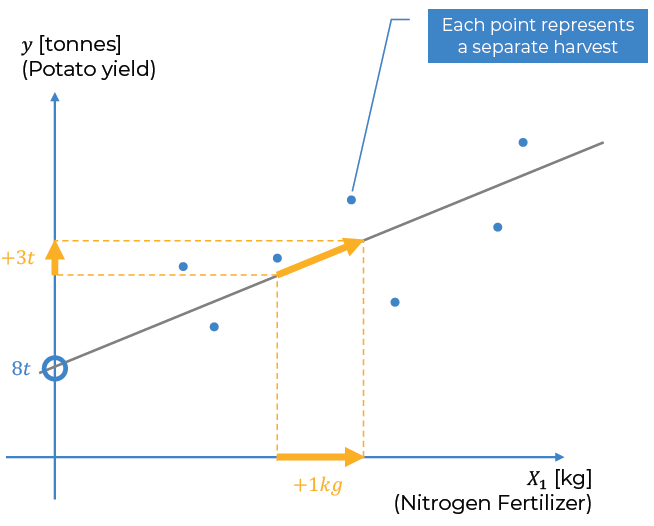 Each point represents
a separate harvest
y [tonnes]
(Potato yield)
+3t
8t
+1kg
X₁ [kg]
(Nitrogen Fertilizer)